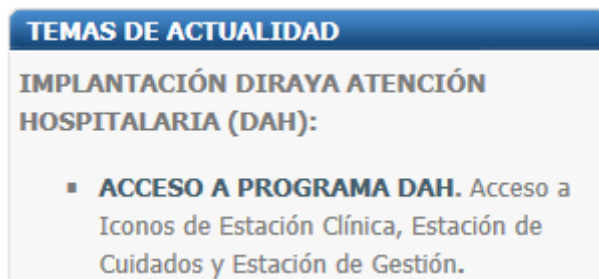 TEMAS DE ACTUALIDAD
IMPLANTACIÓN DIRAYA ATENCIÓN
HOSPITALARIA (DAH):
▪ ACCESO A PROGRAMA DAH. Acceso a
Iconos de Estación Clínica, Estación de
Cuidados y Estación de Gestión.